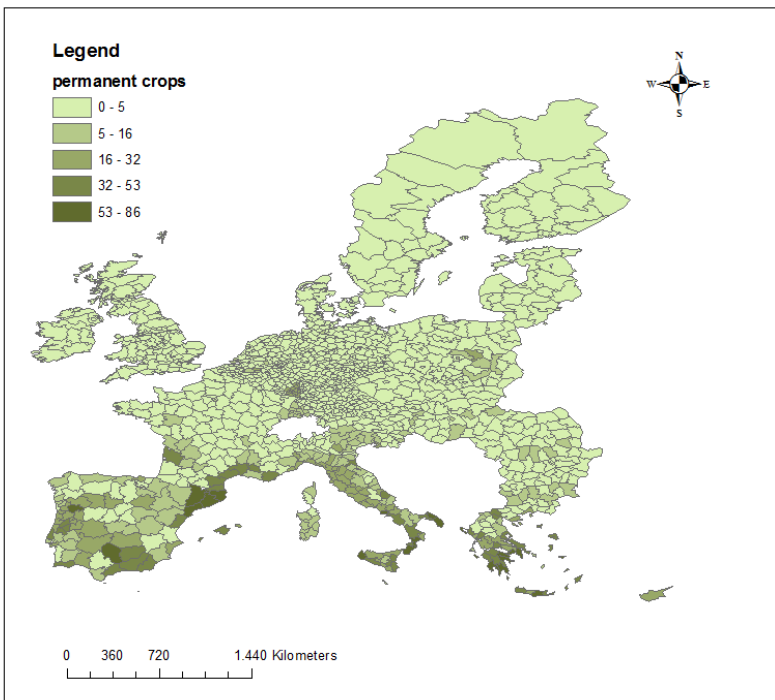 Legend
permanent crops
0 - 5
5 - 16
16 - 32
32 - 53
53 - 86
N
W E
S
0 360 720 1.440 Kilometers